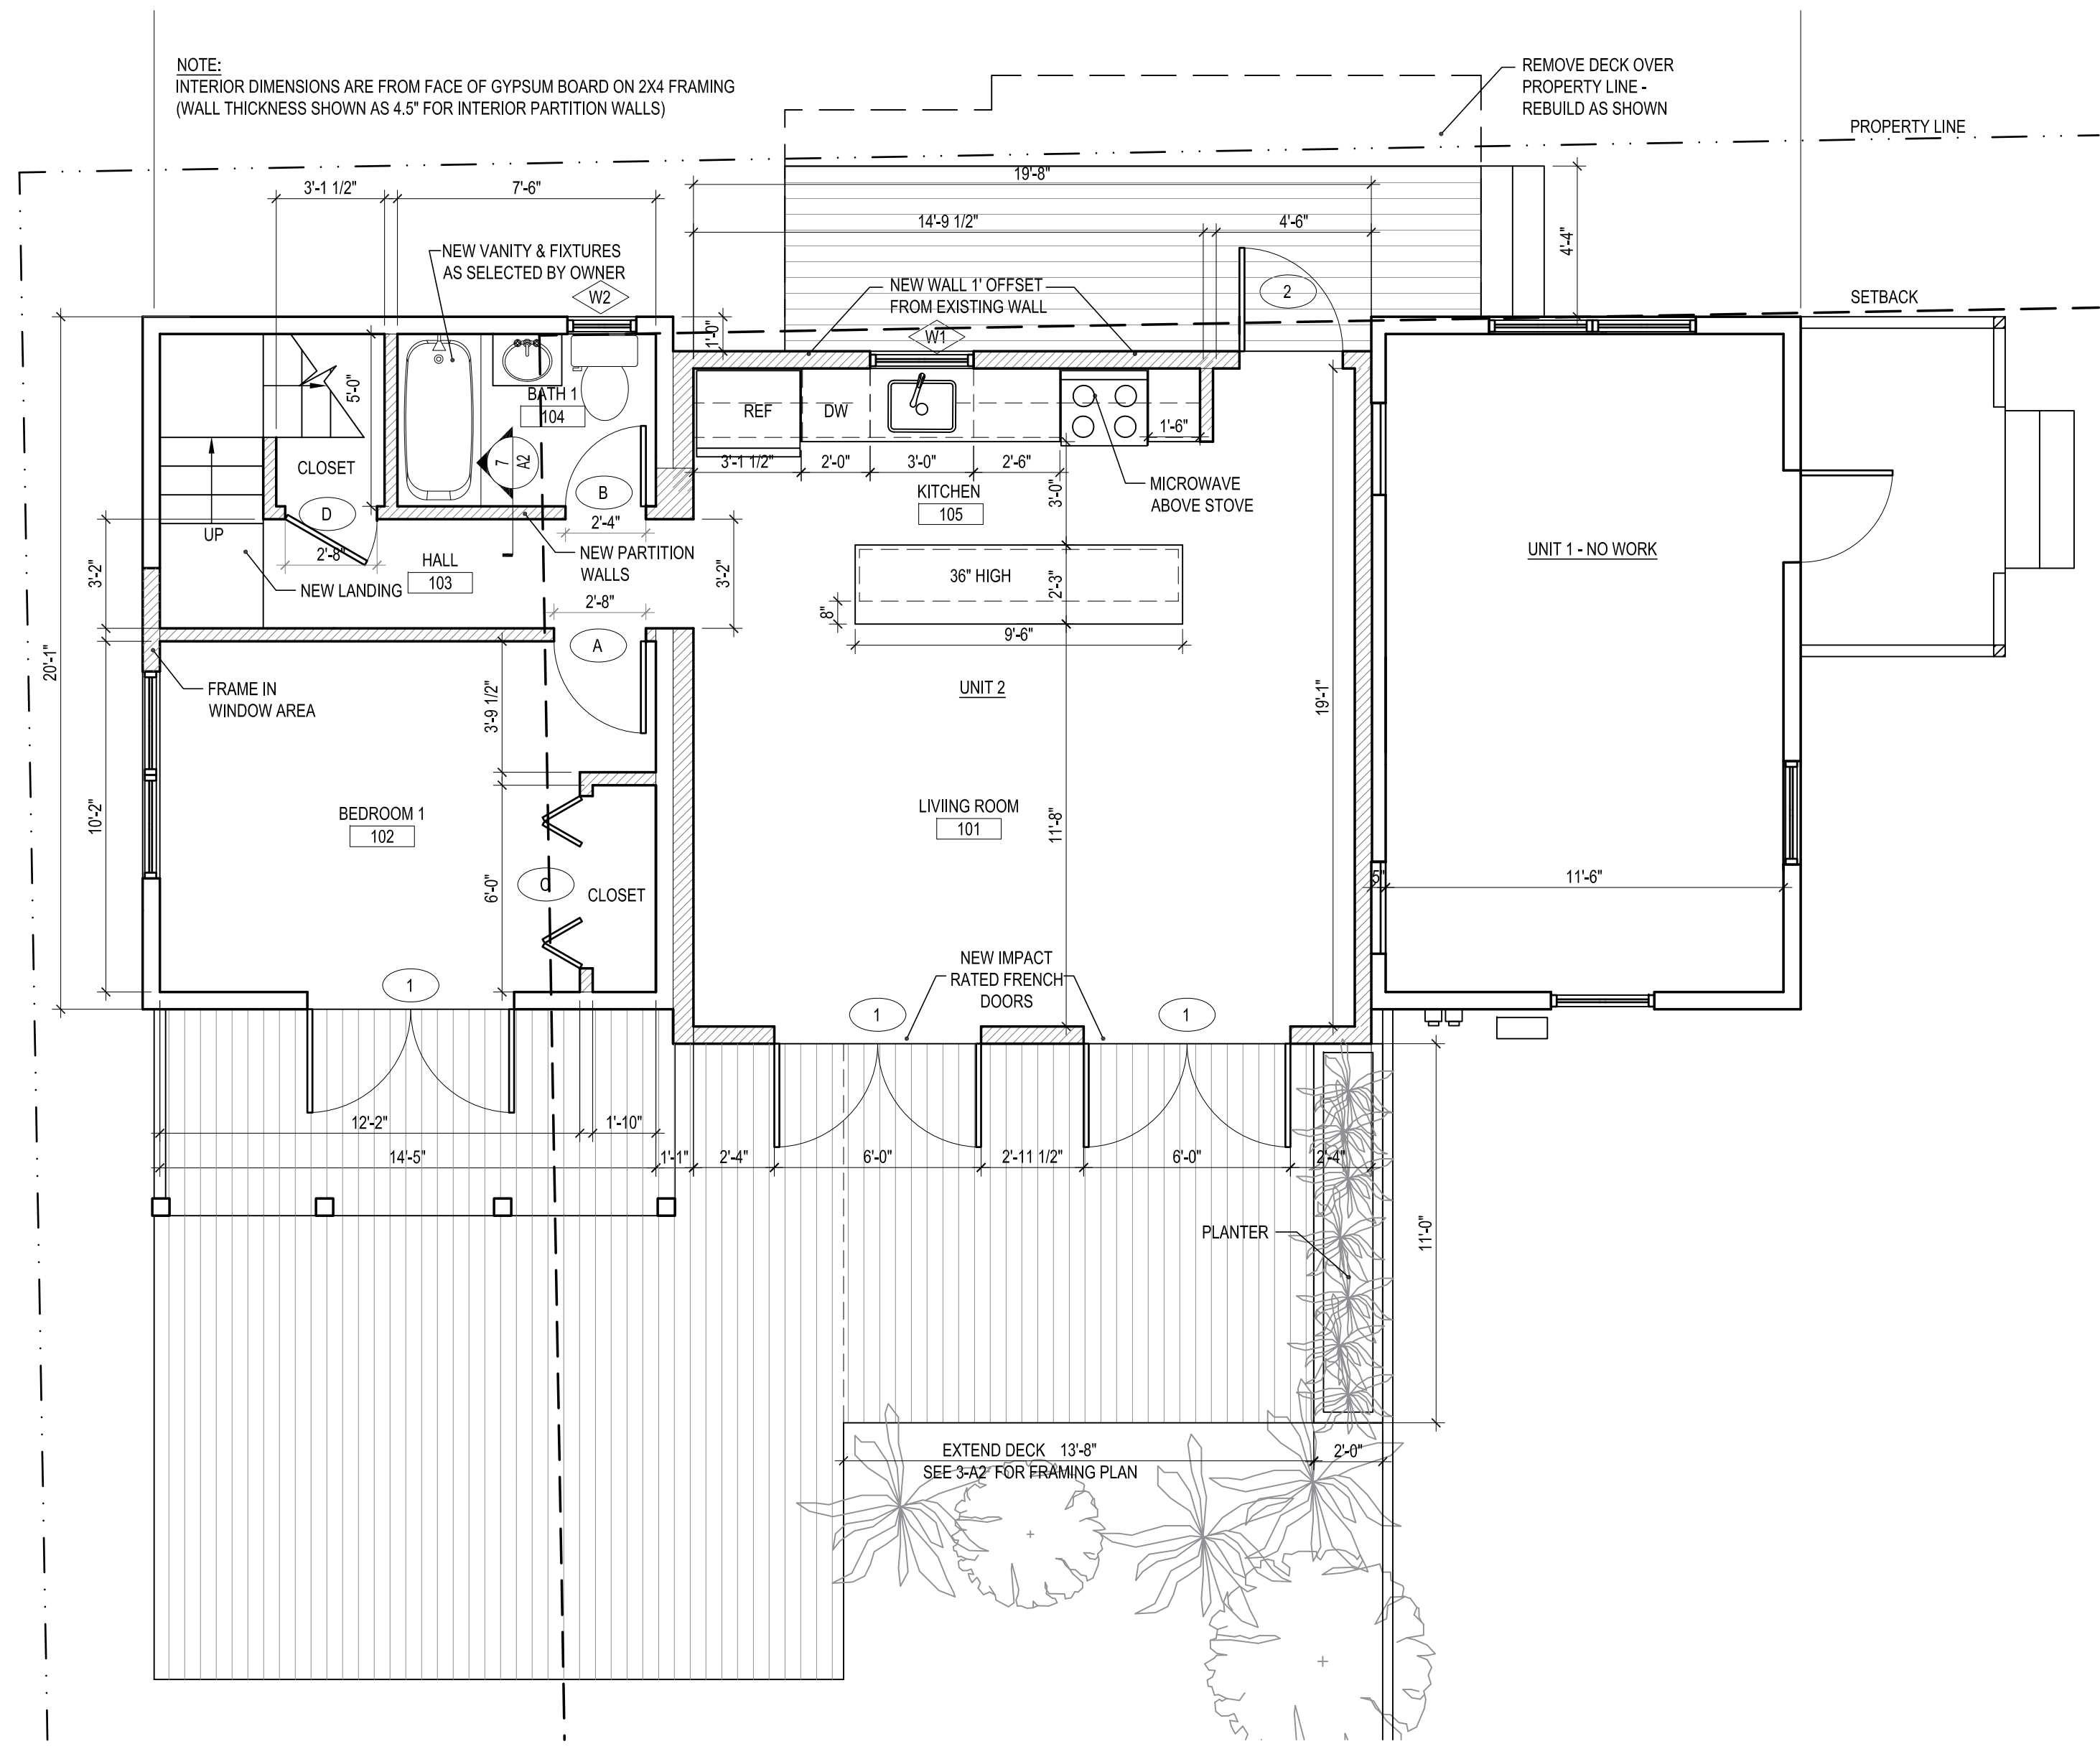 NOTE:
INTERIOR DIMENSIONS ARE FROM FACE OF GYPSUM BOARD ON 2X4 FRAMING
(WALL THICKNESS SHOWN AS 4.5" FOR INTERIOR PARTITION WALLS)
REMOVE DECK OVER
PROPERTY LINE -
REBUILD AS SHOWN
PROPERTY LINE
19'-8"
3'-1 1/2"
7'-6"
14'-9 1/2"
4'-6"
4'-4"
NEW VANITY & FIXTURES
AS SELECTED BY OWNER
W2
NEW WALL 1' OFFSET
FROM EXISTING WALL
2
SETBACK
1'-0"
W1
5'-0"
BATH 1
104
REF
DW
1'-6"
CLOSET
7
A2
3'-1 1/2"
2'-0"
3'-0"
2'-6"
3'-0"
MICROWAVE
ABOVE STOVE
KITCHEN
105
D
B
2'-4"
UP
2'-8"
HALL
103
NEW PARTITION
WALLS
NEW LANDING
3'-2"
3'-2"
2'-8"
36" HIGH
2'-3"
8"
9'-6"
UNIT 1 - NO WORK
A
20'-1"
FRAME IN
WINDOW AREA
3'-9 1/2"
UNIT 2
19'-1"
10'-2"
BEDROOM 1
102
LIVIING ROOM
101
11'-8"
6'-0"
C
CLOSET
5"
11'-6"
1
NEW IMPACT
RATED FRENCH
DOORS
1
1
12'-2"
1'-10"
14'-5"
1'-1"
2'-4"
6'-0"
2'-11 1/2"
6'-0"
2'-4"
PLANTER
11'-0"
EXTEND DECK 13'-8"
SEE 3-A2 FOR FRAMING PLAN
2'-0"